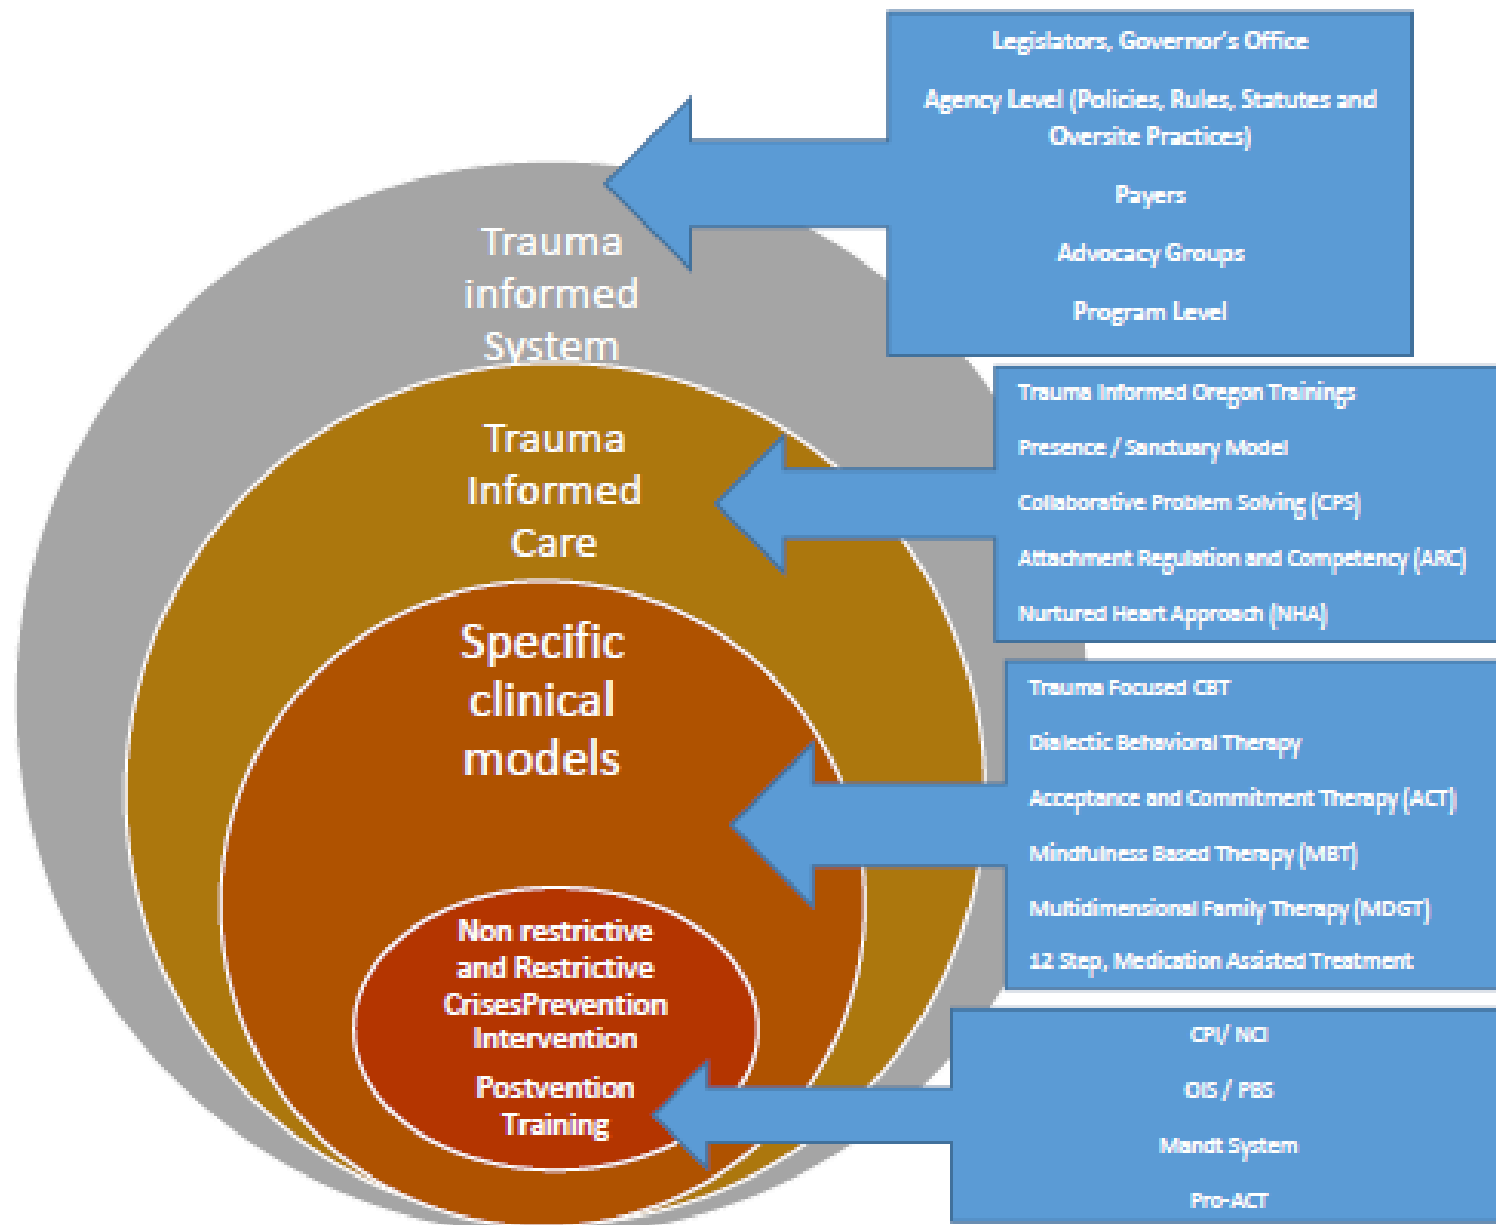 Legislators, Governor's Office
Agency Level (Policies, Rules, Statutes and
Oversite Practices)
Payers
Advocacy Groups
Program Level
Trauma
informed
System
Trauma Informed Oregon Trainings
Presence / Sanctuary Model
Collaborative Problem Solving (CPS)
Attachment Regulation and Competency (ARC)
Nurtured Heart Approach (NHA)
Trauma
Informed
Care
Trauma Focused CBT
Dialectic Behavioral Therapy
Acceptance and Commitment Therapy (ACT)
Mindfulness Based Therapy (MBT)
Multidimensional Family Therapy (MDGT)
12 Step, Medication Assisted Treatment
Specific
clinical
models
Non restrictive
and Restrictive
CrisesPrevention
Intervention
Postvention
Training
CPI/ NCI
OIS / PBS
Mandt System
Pro-ACT